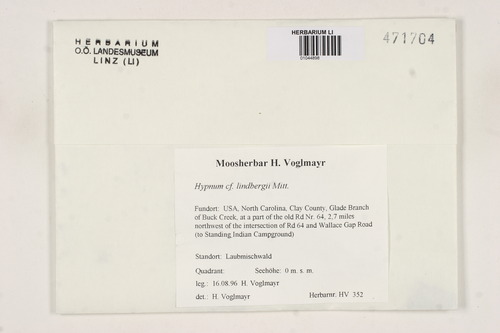 HERBARIUM
O.Ö. LANDESMUSEUM
LINZ (LI)
HERBARIUM LI
01044898
471704
Moosherbar H. Voglmayr
Hypnum cf. lindbergii Mitt.
Fundort: USA, North Carolina, Clay County, Glade Branch
of Buck Creek, at a part of the old Rd Nr. 64, 2,7 miles
northwest of the intersection of Rd 64 and Wallace Gap Road
(to Standing Indian Campground)
Standort: Laubmischwald
Quadrant: Seehöhe: 0 m. s. m.
leg.: 16.08.96 H. Voglmayr
det.: H. Voglmayr Herbarnr. HV 352